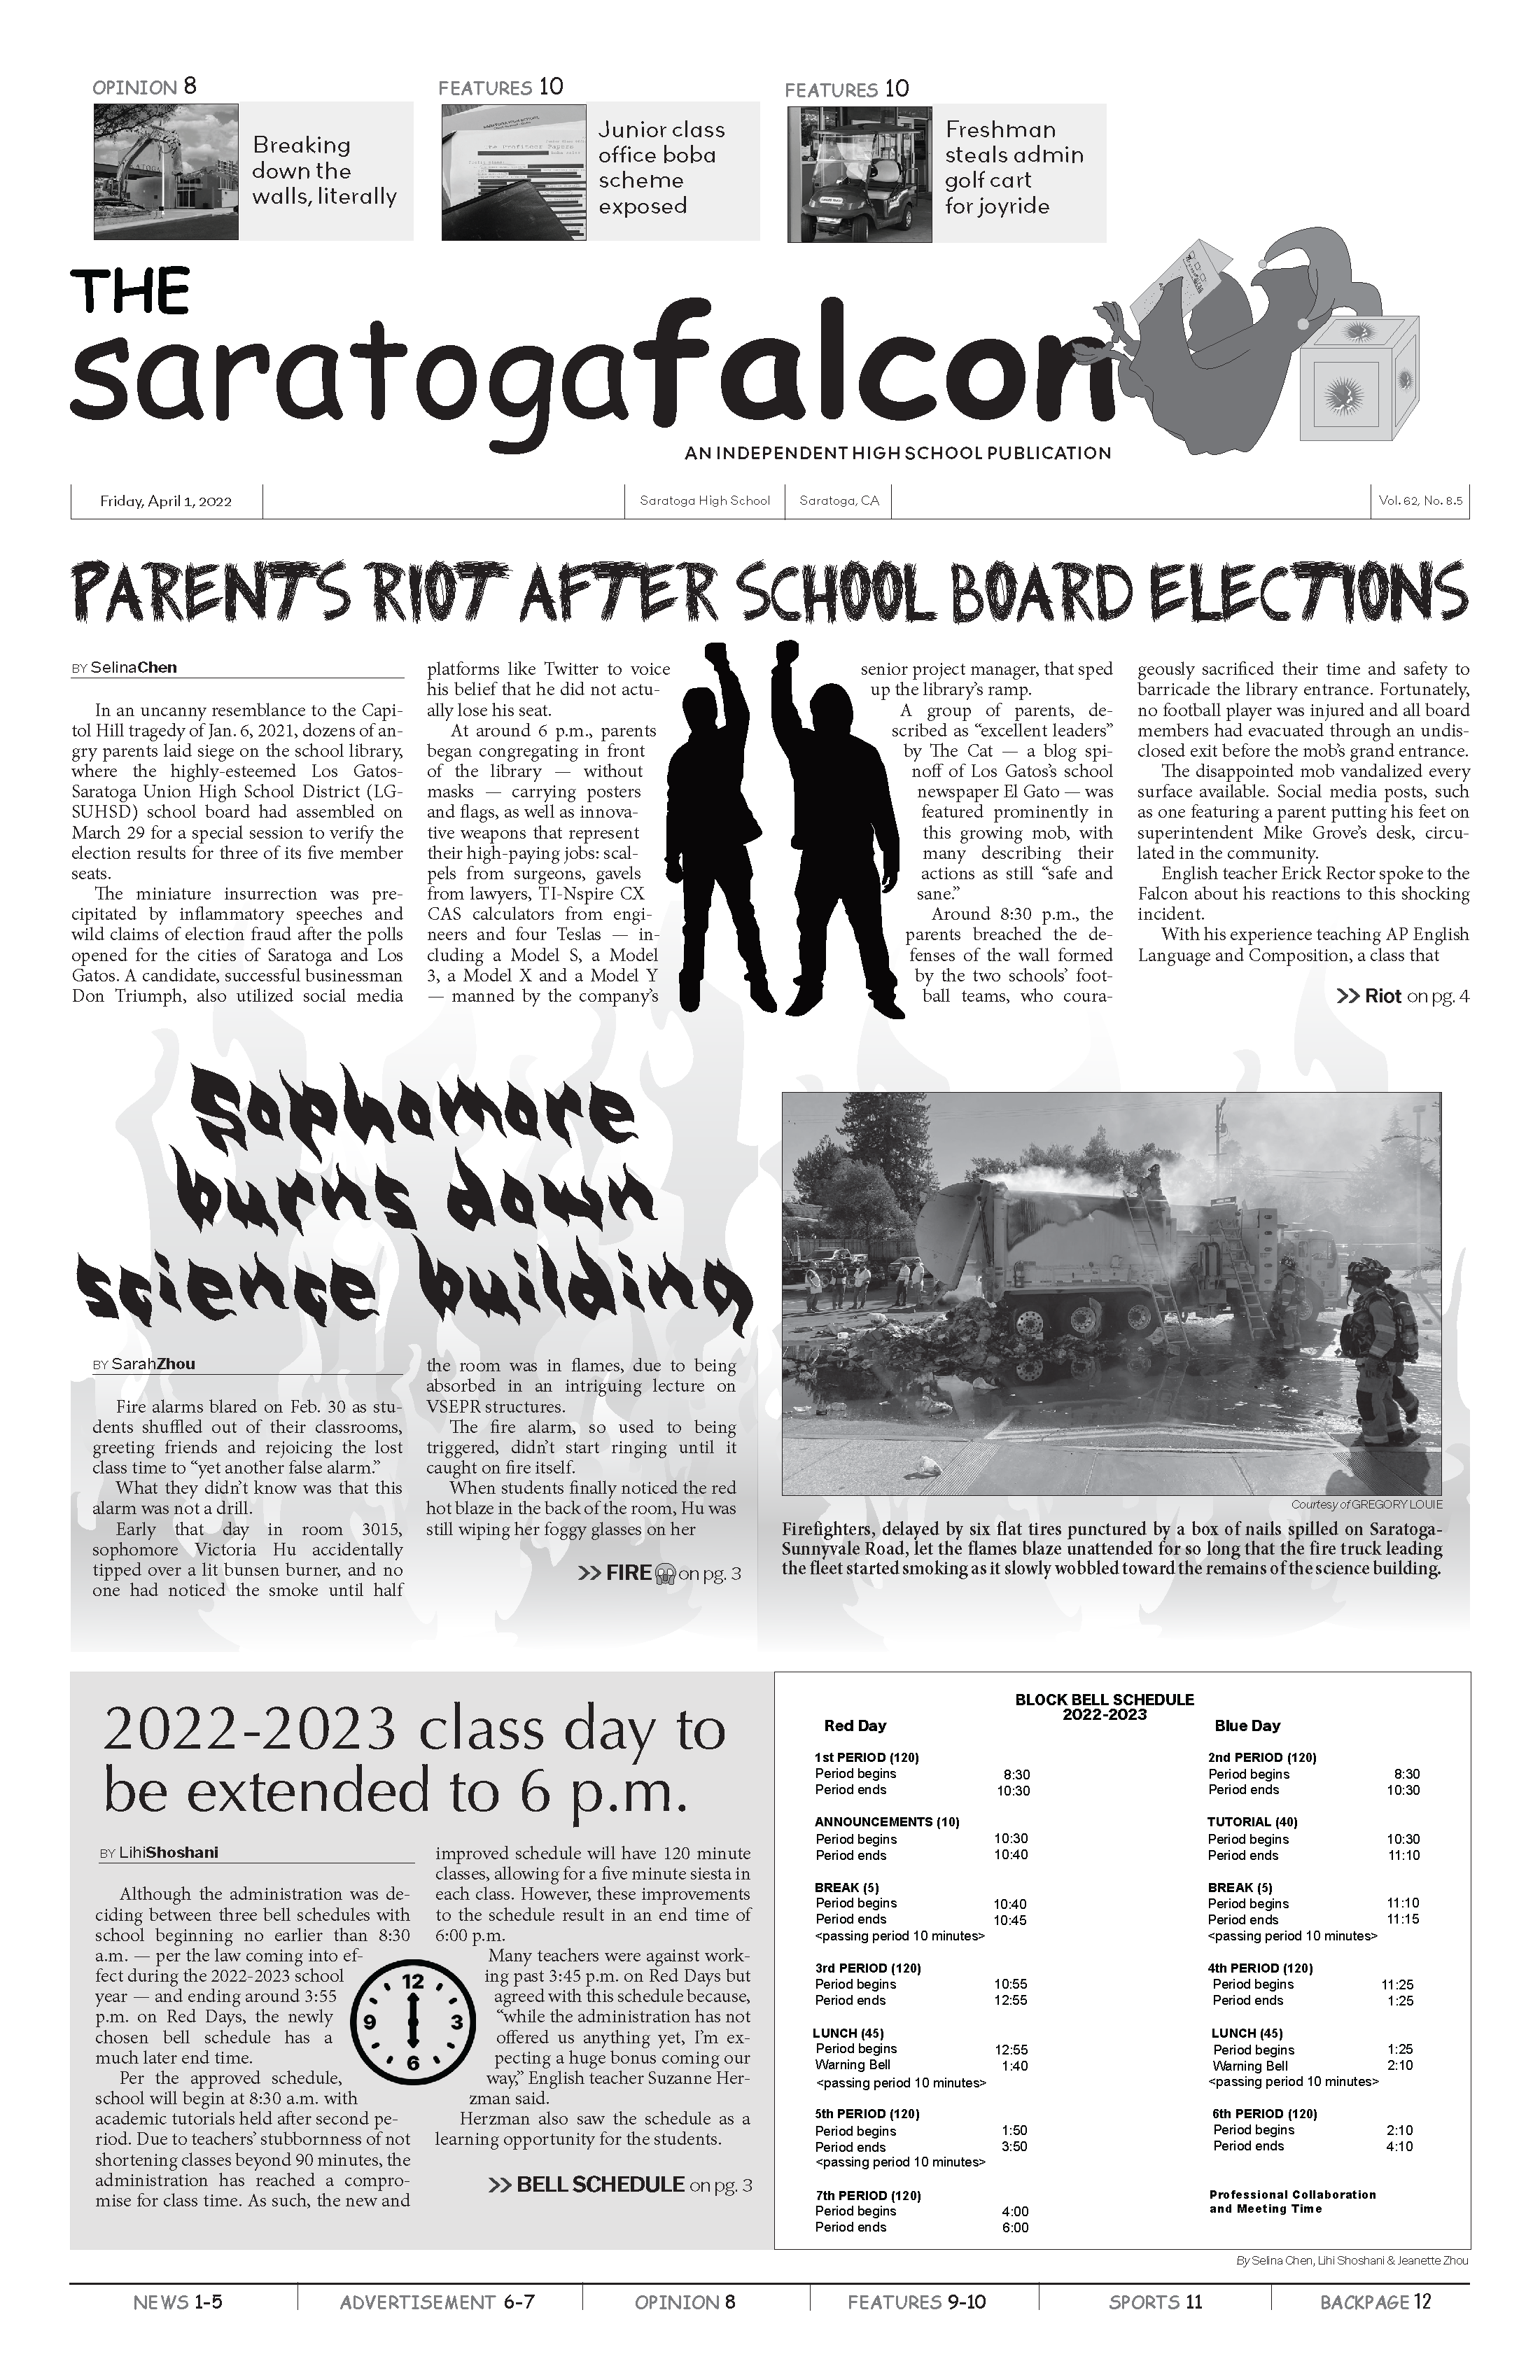 OPINION 8
Breaking
down the
walls, literally
FEATURES 10
Junior class
office boba
scheme
exposed
FEATURES 10
Freshman
steals admin
golf cart
for joyride
THE
saratogafalcon
AN INDEPENDENT HIGH SCHOOL PUBLICATION
Friday, April 1, 2022
Saratoga High School
Saratoga, CA
Vol. 62, No. 8.5
PARENTS RIOT AFTER SCHOOL BOARD ELECTIONS
BY SelinaChen
In an uncanny resemblance to the Capi-
tol Hill tragedy of Jan. 6, 2021, dozens of an-
gry parents laid siege on the school library,
where the highly-esteemed Los Gatos-
Saratoga Union High School District (LG-
SUHSD) school board had assembled on
March 29 for a special session to verify the
election results for three of its five member
seats.
The miniature insurrection was pre-
cipitated by inflammatory speeches and
wild claims of election fraud after the polls
opened for the cities of Saratoga and Los
Gatos. A candidate, successful businessman
Don Triumph, also utilized social media
platforms like Twitter to voice
his belief that he did not actu-
ally lose his seat.
At around 6 p.m., parents
began congregating in front
of the library — without
masks — carrying posters
and flags, as well as innova-
tive weapons that represent
their high-paying jobs: scal-
pels from surgeons, gavels
from lawyers, TI-Nspire CX
CAS calculators from engi-
neers and four Teslas — in-
cluding a Model S, a Model
3, a Model X and a Model Y
— manned by the company's
senior project manager, that sped
up the library's ramp.
A group of parents, de-
scribed as "excellent leaders"
by The Cat — a blog spi-
noff of Los Gatos's school
newspaper El Gato — was
featured prominently in
this growing mob, with
many describing their
actions as still "safe and
sane."
Around 8:30 p.m., the
parents breached the de-
fenses of the wall formed
by the two schools' foot-
ball teams, who coura-
geously sacrificed their time and safety to
barricade the library entrance. Fortunately,
no football player was injured and all board
members had evacuated through an undis-
closed exit before the mob's grand entrance.
The disappointed mob vandalized every
surface available. Social media posts, such
as one featuring a parent putting his feet on
superintendent Mike Grove's desk, circu-
lated in the community.
English teacher Erick Rector spoke to the
Falcon about his reactions to this shocking
incident.
With his experience teaching AP English
Language and Composition, a class that
>> Riot on pg. 4
Sophomore
burns down
science building
BY SarahZhou
Fire alarms blared on Feb. 30 as stu-
dents shuffled out of their classrooms,
greeting friends and rejoicing the lost
class time to "yet another false alarm."
What they didn't know was that this
alarm was not a drill.
Early that day in room 3015,
sophomore Victoria Hu accidentally
tipped over a lit bunsen burner, and no
one had noticed the smoke until half
the room was in flames, due to being
absorbed in an intriguing lecture on
VSEPR structures.
The fire alarm, so used to being
triggered, didn't start ringing until it
caught on fire itself.
When students finally noticed the red
hot blaze in the back of the room, Hu was
still wiping her foggy glasses on her
>> FIRE 😱 on pg. 3
Courtesy of GREGORY LOUIE
Firefighters, delayed by six flat tires punctured by a box of nails spilled on Saratoga-
Sunnyvale Road, let the flames blaze unattended for so long that the fire truck leading
the fleet started smoking as it slowly wobbled toward the remains of the science building.
2022-2023 class day to
be extended to 6 p.m.
BY LihiShoshani
Although the administration was de-
ciding between three bell schedules with
school beginning no earlier than 8:30
a.m. — per the law coming into ef-
fect during the 2022-2023 school
year — and ending around 3:55
p.m. on Red Days, the newly
chosen bell schedule has a
much later end time.
Per the approved schedule,
school will begin at 8:30 a.m. with
academic tutorials held after second pe-
riod. Due to teachers' stubbornness of not
shortening classes beyond 90 minutes, the
administration has reached a compro-
mise for class time. As such, the new and
12
9
3
6
improved schedule will have 120 minute
classes, allowing for a five minute siesta in
each class. However, these improvements
to the schedule result in an end time of
6:00 p.m.
Many teachers were against work-
ing past 3:45 p.m. on Red Days but
agreed with this schedule because,
"while the administration has not
offered us anything yet, I'm ex-
pecting a huge bonus coming our
way," English teacher Suzanne Her-
zman said.
Herzman also saw the schedule as a
learning opportunity for the students.
>> BELL SCHEDULE on pg. 3
BLOCK BELL SCHEDULE
2022-2023
Red Day
1st PERIOD (120)
Period begins 8:30
Period ends 10:30
ANNOUNCEMENTS (10)
Period begins 10:30
Period ends 10:40
BREAK (5)
Period begins 10:40
Period ends 10:45
<passing period 10 minutes>
3rd PERIOD (120)
Period begins 10:55
Period ends 12:55
LUNCH (45)
Period begins 12:55
Warning Bell 1:40
<passing period 10 minutes>
5th PERIOD (120)
Period begins 1:50
Period ends 3:50
<passing period 10 minutes>
7th PERIOD (120)
Period begins 4:00
Period ends 6:00
Blue Day
2nd PERIOD (120)
Period begins 8:30
Period ends 10:30
TUTORIAL (40)
Period begins 10:30
Period ends 11:10
BREAK (5)
Period begins 11:10
Period ends 11:15
<passing period 10 minutes>
4th PERIOD (120)
Period begins 11:25
Period ends 1:25
LUNCH (45)
Period begins 1:25
Warning Bell 2:10
<passing period 10 minutes>
6th PERIOD (120)
Period begins 2:10
Period ends 4:10
Professional Collaboration
and Meeting Time
By Selina Chen, Lihi Shoshani & Jeanette Zhou
NEWS 1-5
ADVERTISEMENT 6-7
OPINION 8
FEATURES 9-10
SPORTS 11
BACKPAGE 12